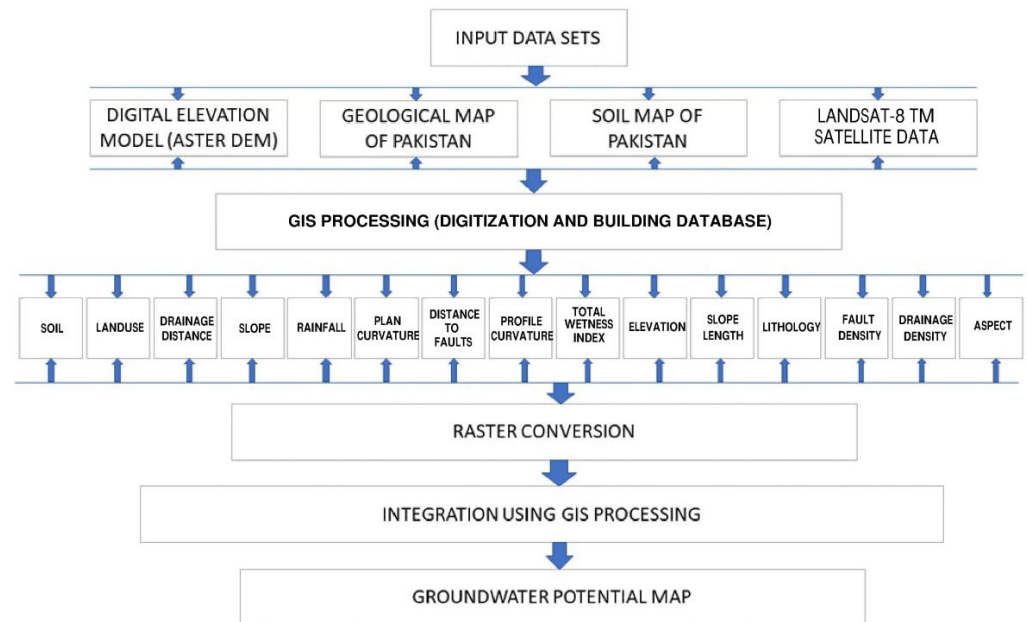 INPUT DATA SETS
DIGITAL ELEVATION
MODEL (ASTER DEM)
GEOLOGICAL MAP
OF PAKISTAN
SOIL MAP OF
PAKISTAN
LANDSAT-8 TM
SATELLITE DATA
GIS PROCESSING (DIGITIZATION AND BUILDING DATABASE)
SOIL
LANDUSE
DRAINAGE
DISTANCE
SLOPE
RAINFALL
PLAN
CURVATURE
DISTANCE
TO
FAULTS
PROFILE
CURVATURE
TOTAL
WETNESS
INDEX
ELEVATION
SLOPE
LENGTH
LITHOLOGY
FAULT
DENSITY
DRAINAGE
DENSITY
ASPECT
RASTER CONVERSION
INTEGRATION USING GIS PROCESSING
GROUNDWATER POTENTIAL MAP